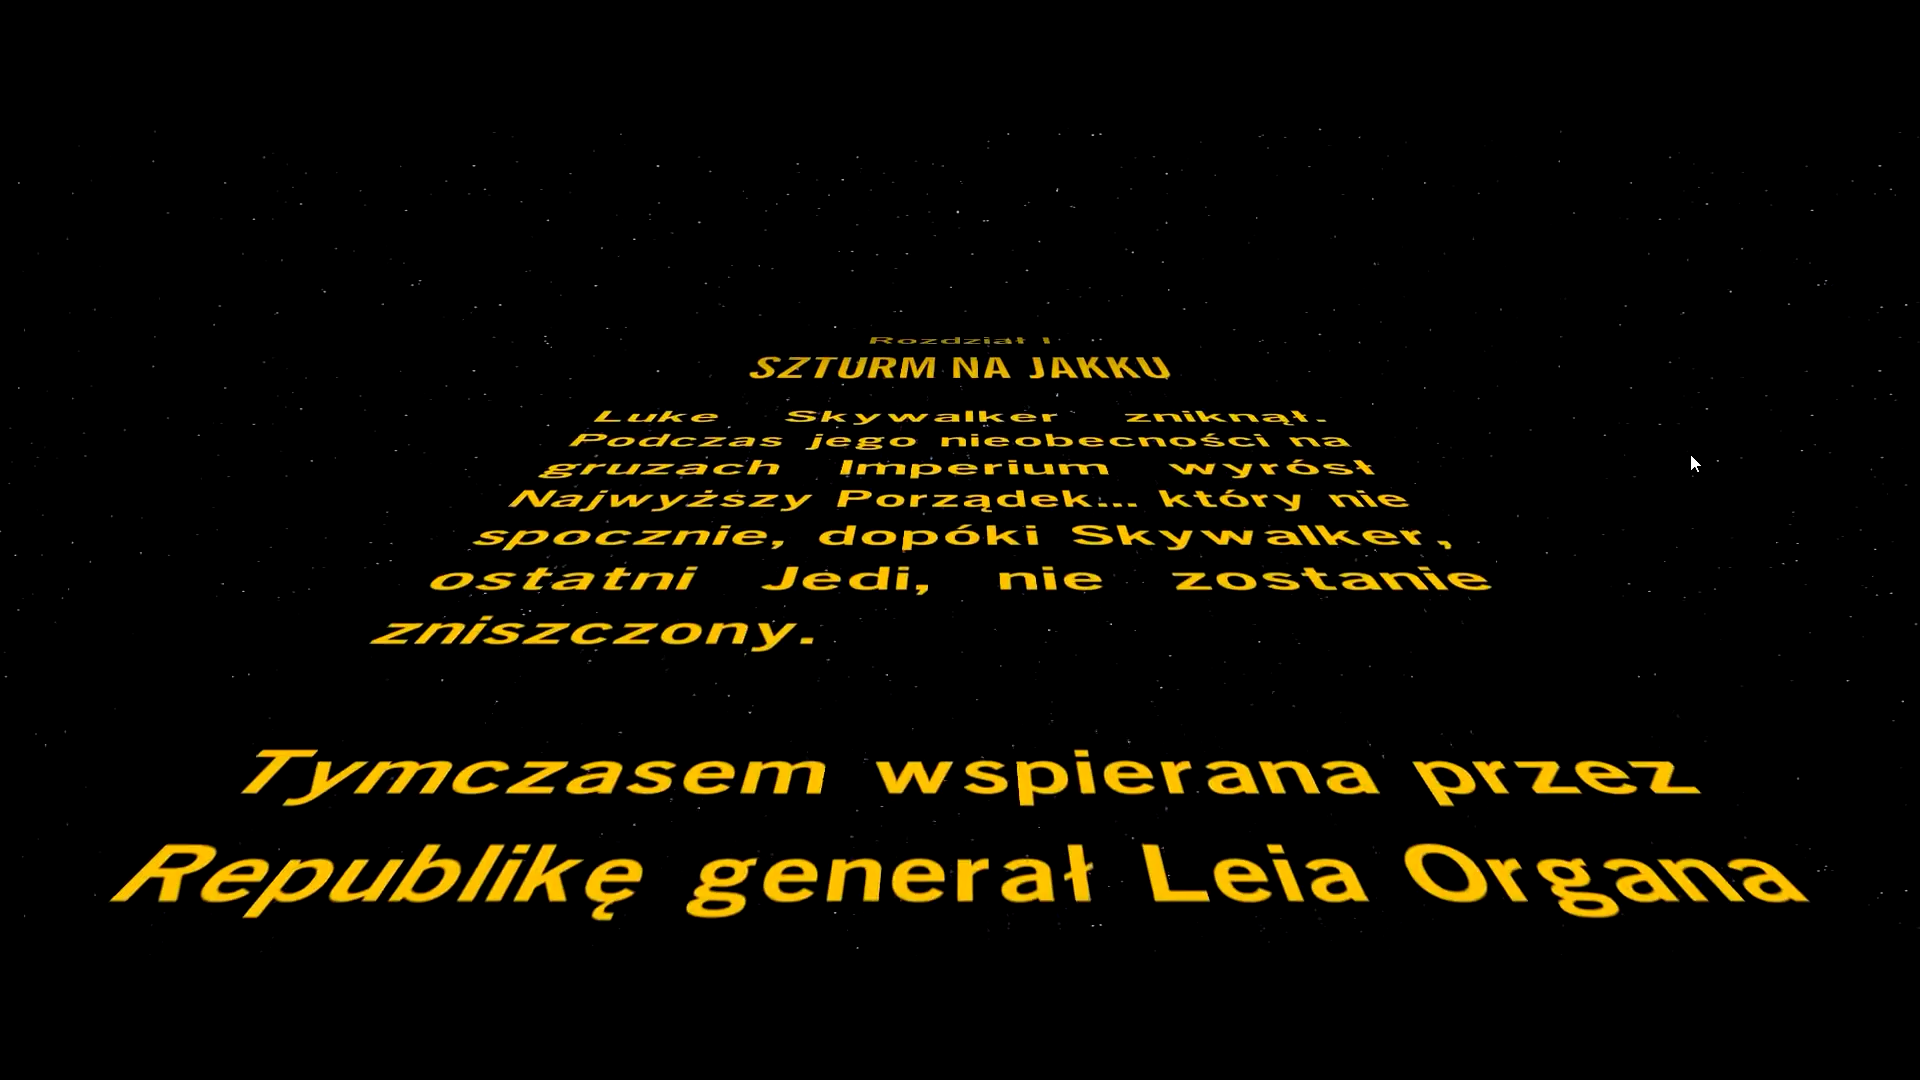 Rozdział I
SZTURM NA JAKKU
Luke Skywalker zniknął.
Podczas jego nieobecności na
gruzach Imperium wyrósł
Najwyższy Porządek... który nie
spocznie, dopóki Skywalker,
ostatni Jedi, nie zostanie
zniszczony.
Tymczasem wspierana przez
Republikę generał Leia Organa